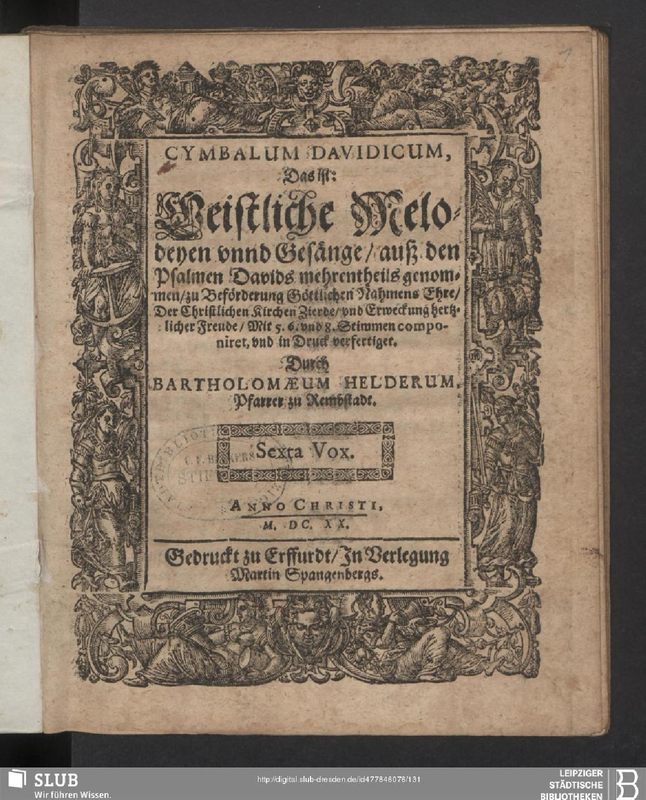 1
CYMBALUM DAVIDICUM,
Das ist:
Geistliche Melo-
deyen vnnd Gesänge/ auß den
Psalmen Davids mehrentheils genom-
men/ zu Beförderung Göttlichen Nahmens Ehre/
Der Christlichen Kirchen Zierde/ vnd Erweckung hertz-
licher Freude/ Mit 5. 6. vnd 8. Stimmen compo-
niret, vnd in Druck verfertiget.
Durch
BARTHOLOMÆUM HELDERUM,
Pfarrer zu Rembstadt.
Sexta Vox.
ANNO CHRISTI,
M. DC. XX.
Gedruckt zu Erffurdt/ In Verlegung
Martin Spangenbergs.
SLUB
Wir führen Wissen.
http://digital.slub-dresden.de/id477846076/131
LEIPZIGER
STÄDTISCHE
BIBLIOTHEKEN